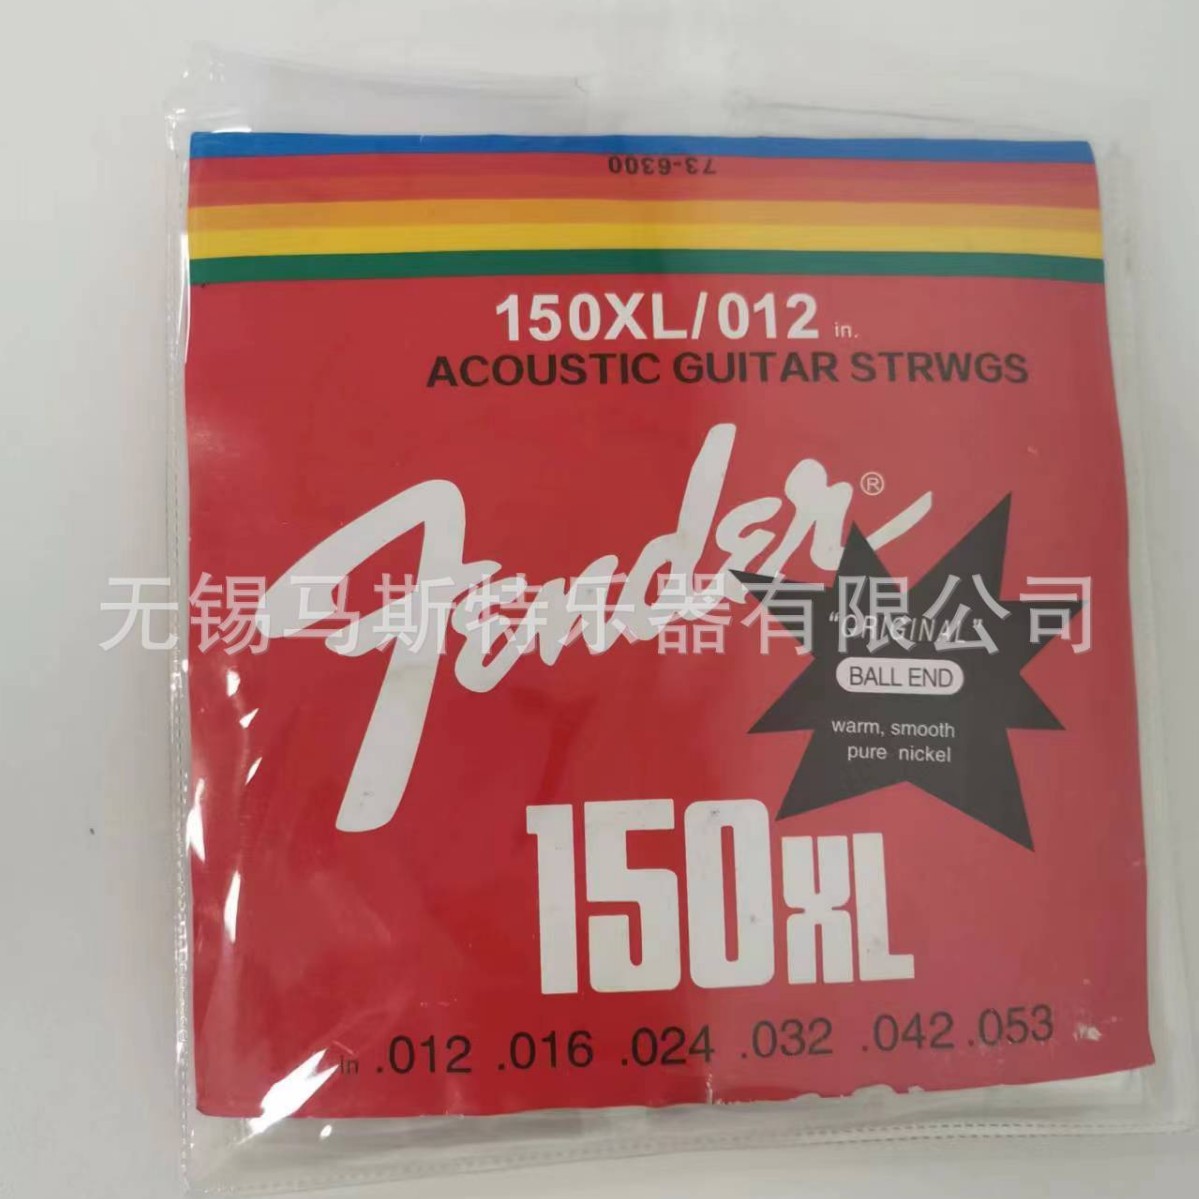 73-6300
150XL/012 in.
ACOUSTIC GUITAR STRWGS
Fender®
无锡马斯特乐器有限公司
"ORIGINAL"
BALL END
warm, smooth
pure nickel
150XL
in .012 .016 .024 .032 .042 .053